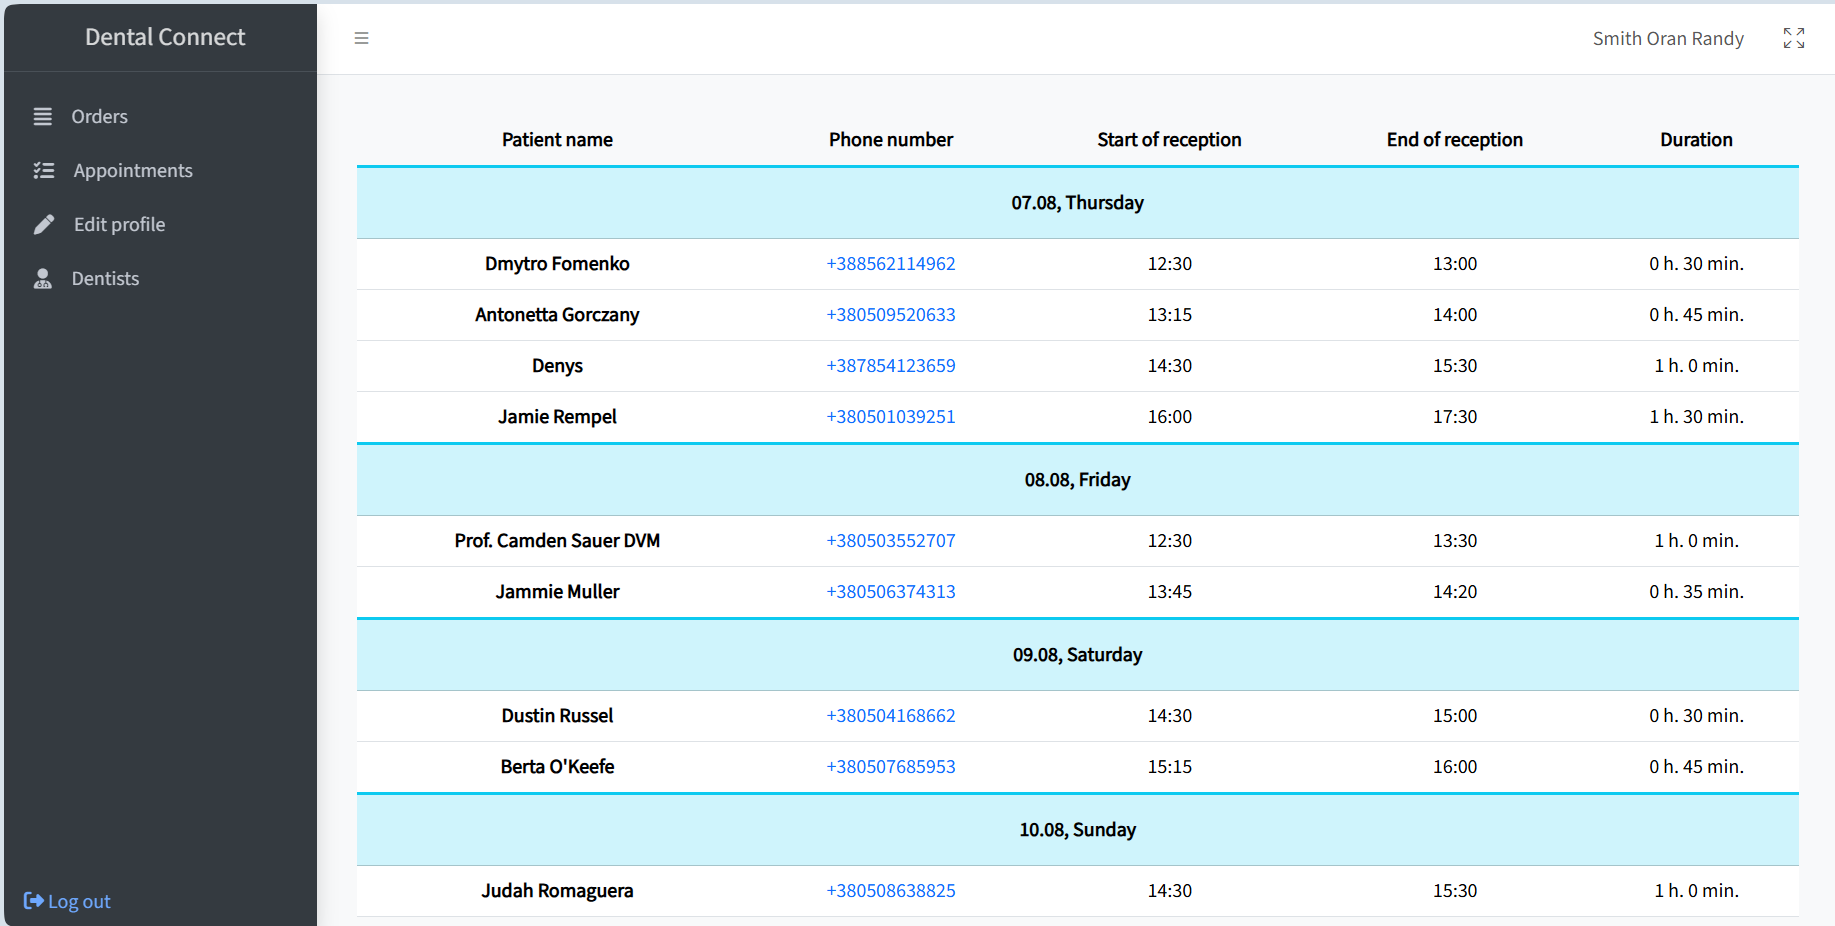 Dental Connect
Smith Oran Randy
Orders
Appointments
Edit profile
Dentists
Log out
Patient name Phone number Start of reception End of reception Duration
07.08, Thursday
Dmytro Fomenko +388562114962 12:30 13:00 0 h. 30 min.
Antonetta Gorczany +380509520633 13:15 14:00 0 h. 45 min.
Denys +387854123659 14:30 15:30 1 h. 0 min.
Jamie Rempel +380501039251 16:00 17:30 1 h. 30 min.
08.08, Friday
Prof. Camden Sauer DVM +380503552707 12:30 13:30 1 h. 0 min.
Jammie Muller +380506374313 13:45 14:20 0 h. 35 min.
09.08, Saturday
Dustin Russel +380504168662 14:30 15:00 0 h. 30 min.
Berta O'Keefe +380507685953 15:15 16:00 0 h. 45 min.
10.08, Sunday
Judah Romaguera +380508638825 14:30 15:30 1 h. 0 min.